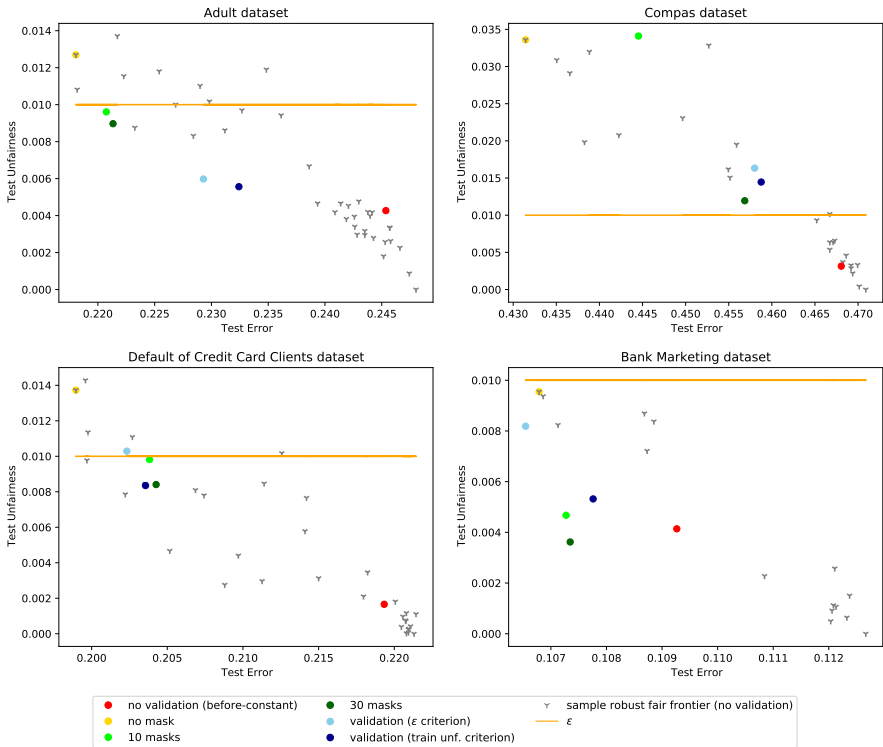 Adult dataset
Test Unfairness
0.014
0.012
0.010
0.008
0.006
0.004
0.002
0.000
0.220 0.225 0.230 0.235 0.240 0.245
Test Error
Compas dataset
Test Unfairness
0.035
0.030
0.025
0.020
0.015
0.010
0.005
0.000
0.430 0.435 0.440 0.445 0.450 0.455 0.460 0.465 0.470
Test Error
Default of Credit Card Clients dataset
Test Unfairness
0.014
0.012
0.010
0.008
0.006
0.004
0.002
0.000
0.200 0.205 0.210 0.215 0.220
Test Error
Bank Marketing dataset
Test Unfairness
0.010
0.008
0.006
0.004
0.002
0.000
0.107 0.108 0.109 0.110 0.111 0.112
Test Error
no validation (before-constant)
no mask
10 masks
30 masks
validation (ε criterion)
validation (train unf. criterion)
sample robust fair frontier (no validation)
ε